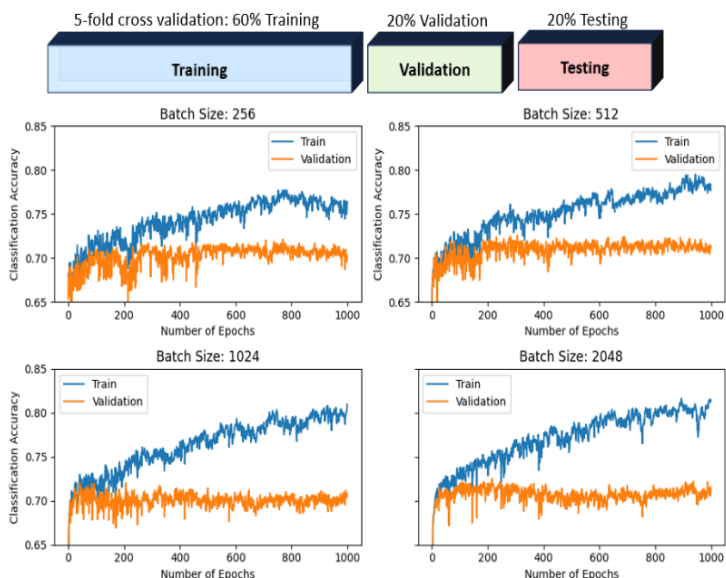 5-fold cross validation: 60% Training
20% Validation
20% Testing
Training
Validation
Testing
Batch Size: 256
0.85
0.80
0.75
0.70
0.65
Classification Accuracy
Train
Validation
0
200
400
600
800
1000
Number of Epochs
Batch Size: 512
0.85
0.80
0.75
0.70
0.65
Classification Accuracy
Train
Validation
0
200
400
600
800
1000
Number of Epochs
Batch Size: 1024
0.85
0.80
0.75
0.70
0.65
Classification Accuracy
Train
Validation
0
200
400
600
800
1000
Number of Epochs
Batch Size: 2048
Train
Validation
0
200
400
600
800
1000
Number of Epochs